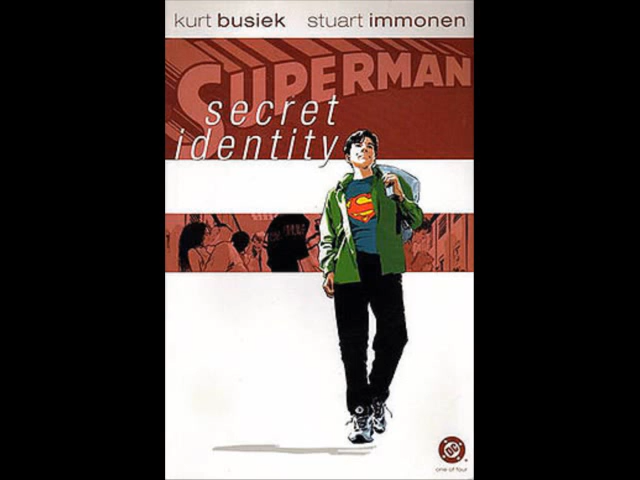 kurt busiek stuart immonen
SUPERMAN
secret
identity
S
DC
one of four